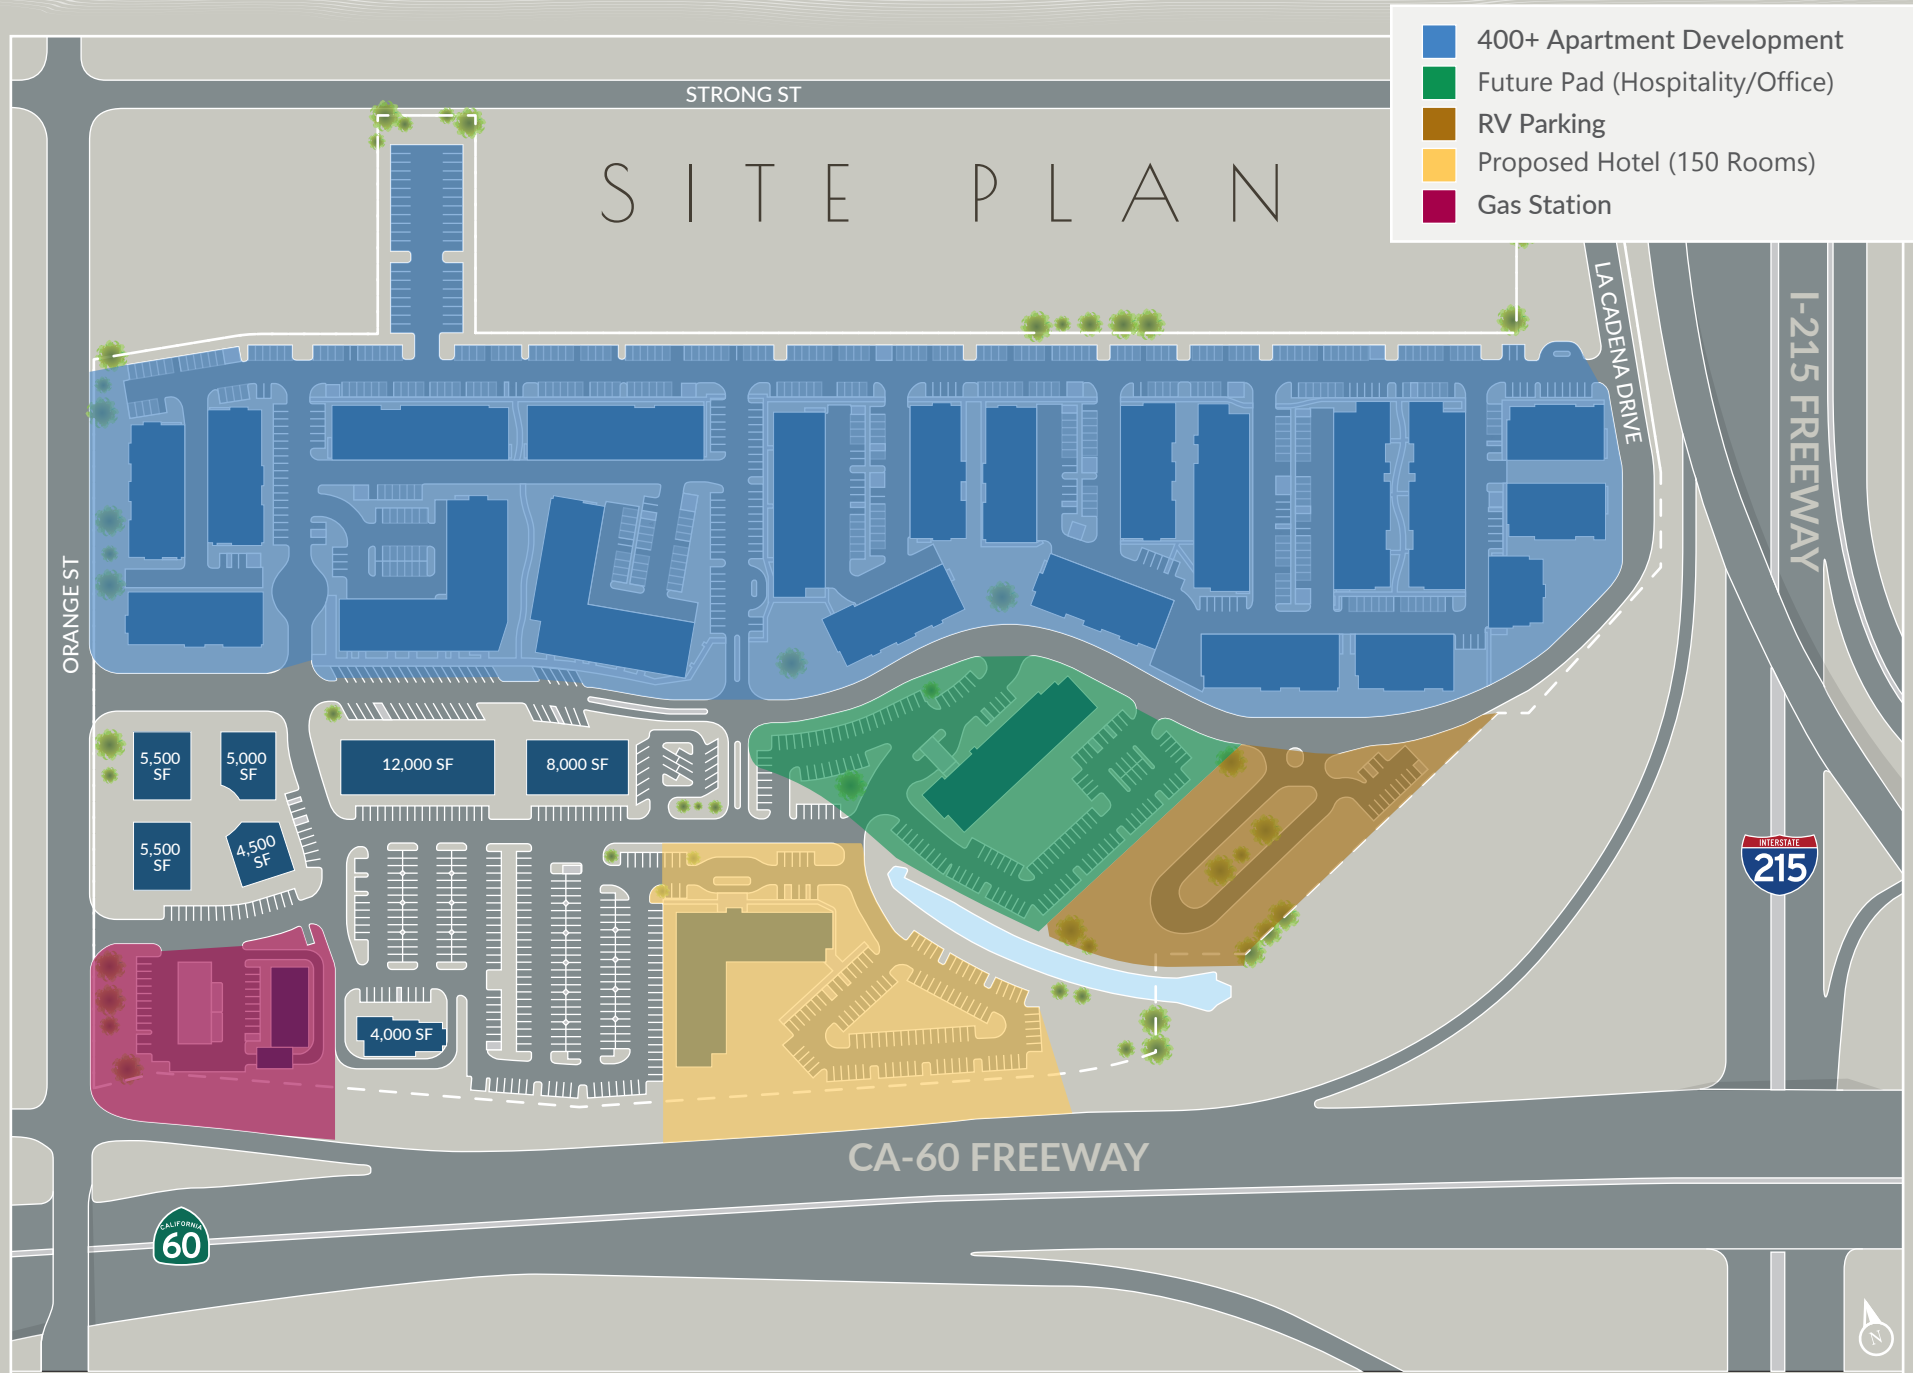 400+ Apartment Development
Future Pad (Hospitality/Office)
RV Parking
Proposed Hotel (150 Rooms)
Gas Station
STRONG ST
SITE PLAN
LA CADENA DRIVE
I-215 FREEWAY
ORANGE ST
5,500
SF
5,000
SF
12,000 SF
8,000 SF
5,500
SF
4,500
SF
INTERSTATE
215
4,000 SF
CA-60 FREEWAY
CALIFORNIA
60
N